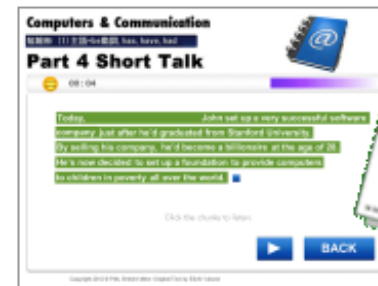 Computers & Communication
Part 4 Short Talk
00:04
Today, John set up a very successful software
company just after he'd graduated from Stanford University.
By selling his company, he'd become a billionaire at the age of 28.
He's now decided to set up a foundation to provide computers
to children in poverty all over the world.
Click the chunks to listen.
BACK